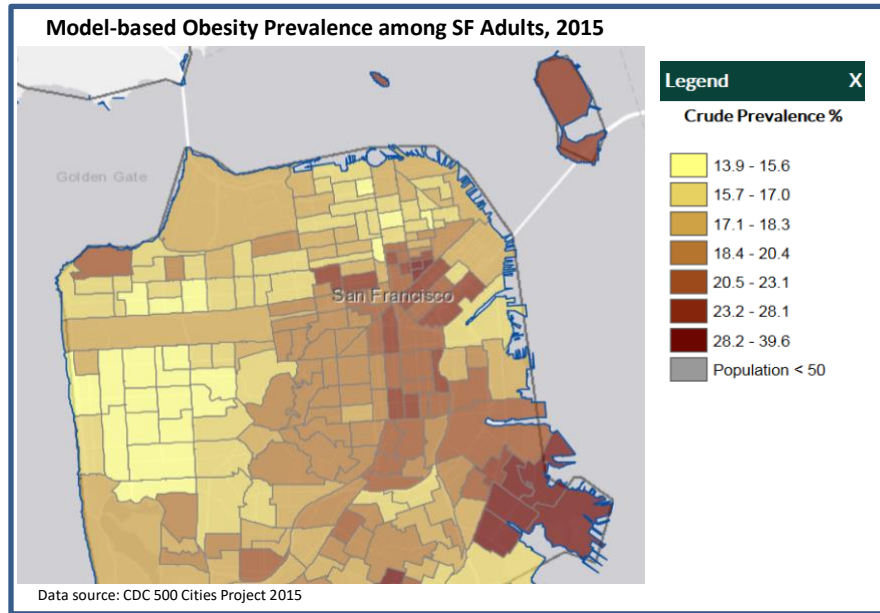 Model-based Obesity Prevalence among SF Adults, 2015
Golden Gate
San Francisco
Legend X
Crude Prevalence %
13.9 - 15.6
15.7 - 17.0
17.1 - 18.3
18.4 - 20.4
20.5 - 23.1
23.2 - 28.1
28.2 - 39.6
Population < 50
Data source: CDC 500 Cities Project 2015